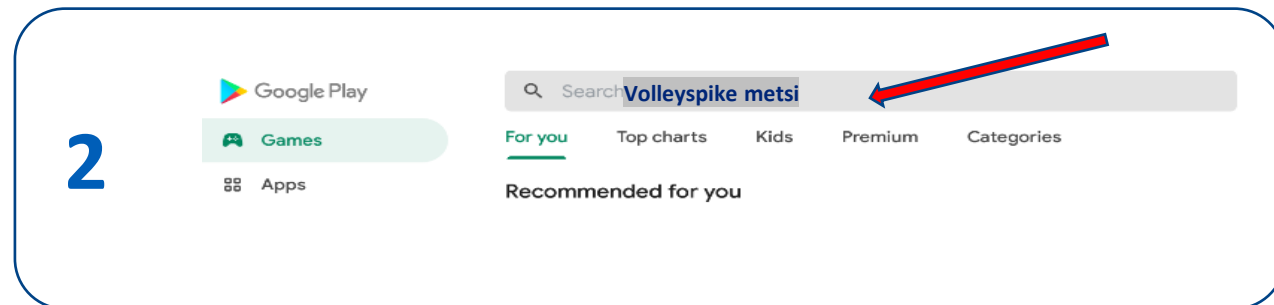 2
Google Play
Search Volleyspike metsi
Games
Apps
For you Top charts Kids Premium Categories
Recommended for you